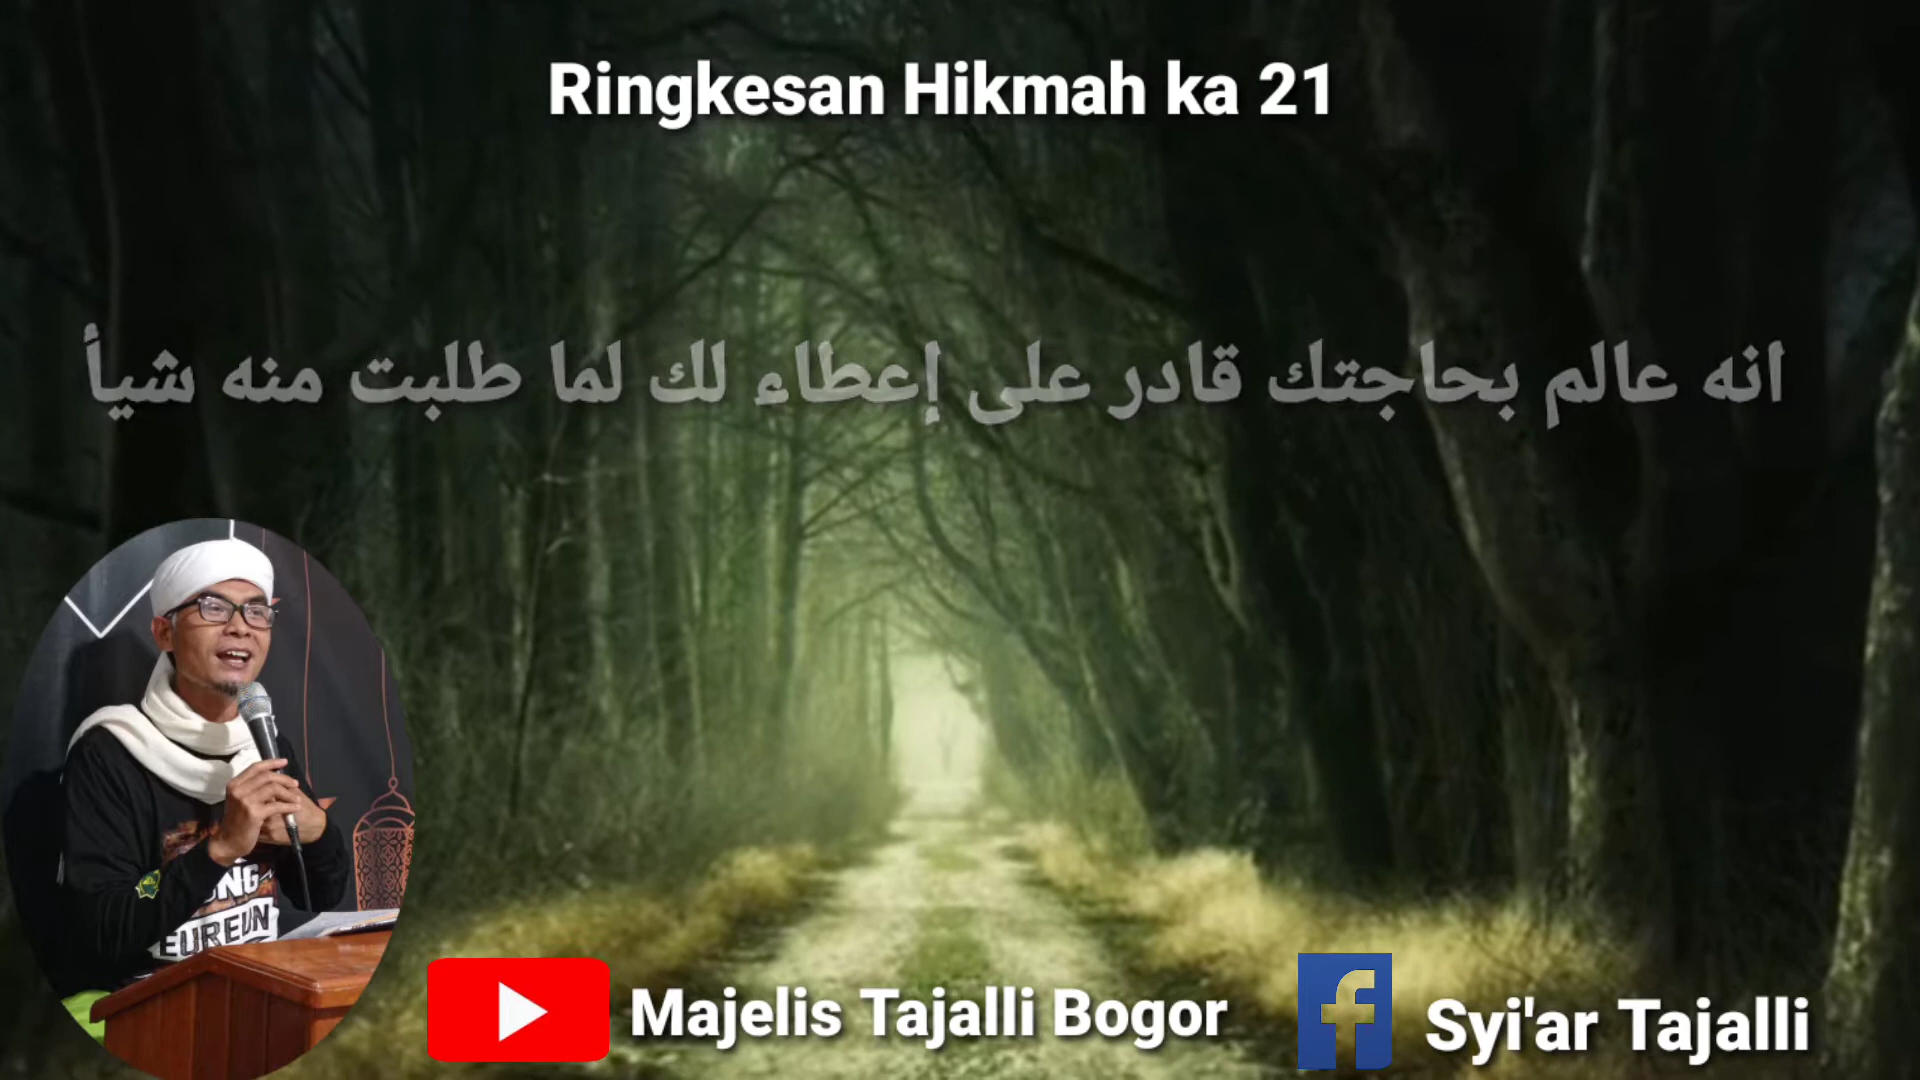 Ringkesan Hikmah ka 21
انه عالم بحاجتك قادر على إعطاء لك لما طلبت منه شيأ
EUREUN
Majelis Tajalli Bogor
Syi'ar Tajalli